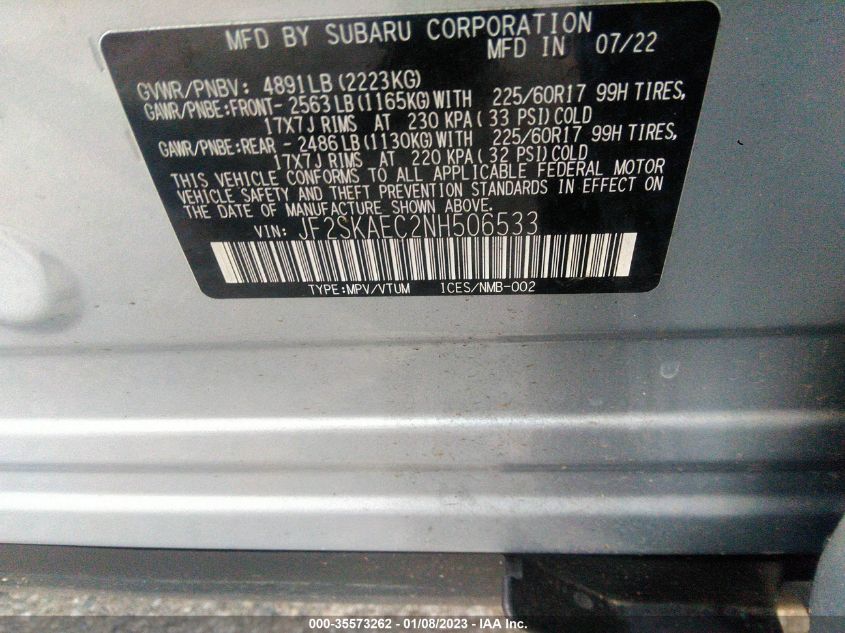 MFD BY SUBARU CORPORATION
MFD IN 07/22
GVWR/PNBV: 4891LB(2223KG)
GAWR/PNBE:FRONT- 2563LB(1165KG)WITH 225/60R17 99H TIRES,
17X7J RIMS AT 230 KPA( 33 PSI)COLD
GAWR/PNBE:REAR - 2486LB(1130KG)WITH 225/60R17 99H TIRES,
17X7J RIMS AT 220 KPA( 32 PSI)COLD
THIS VEHICLE CONFORMS TO ALL APPLICABLE FEDERAL MOTOR
VEHICLE SAFETY AND THEFT PREVENTION STANDARDS IN EFFECT ON
THE DATE OF MANUFACTURE SHOWN ABOVE.
VIN: JF2SKAEC2NH506533
TYPE:MPV/VTUM ICES/NMB-002
000-35573262 - 01/08/2023 - IAA Inc.